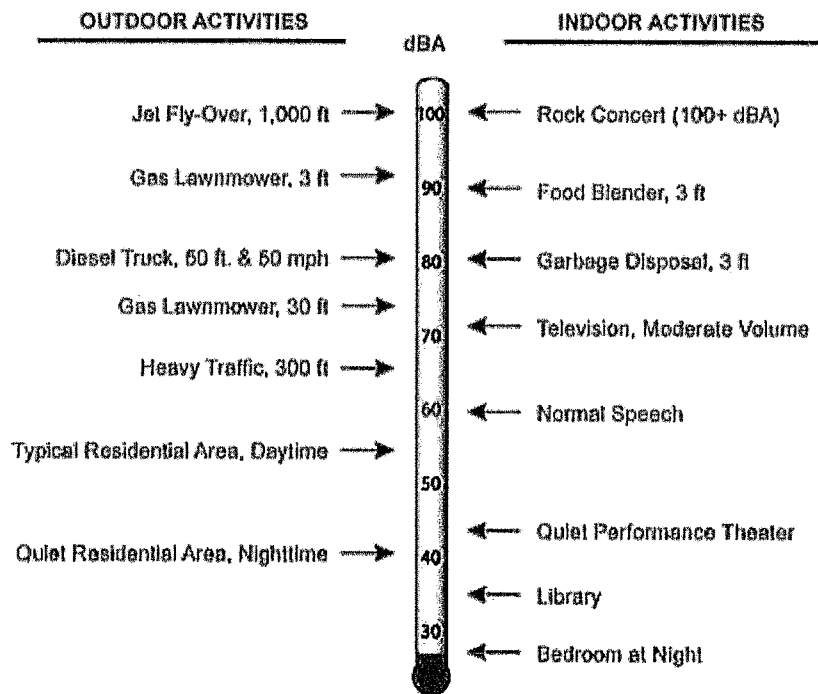 OUTDOOR ACTIVITIES
dBA
INDOOR ACTIVITIES
Jet Fly-Over, 1,000 ft
100
Rock Concert (100+ dBA)
Gas Lawnmower, 3 ft
90
Food Blender, 3 ft
Diesel Truck, 50 ft. & 50 mph
80
Garbage Disposal, 3 ft
Gas Lawnmower, 30 ft
70
Television, Moderate Volume
Heavy Traffic, 300 ft
60
Normal Speech
Typical Residential Area, Daytime
50
Quiet Performance Theater
Quiet Residential Area, Nighttime
40
Library
30
Bedroom at Night